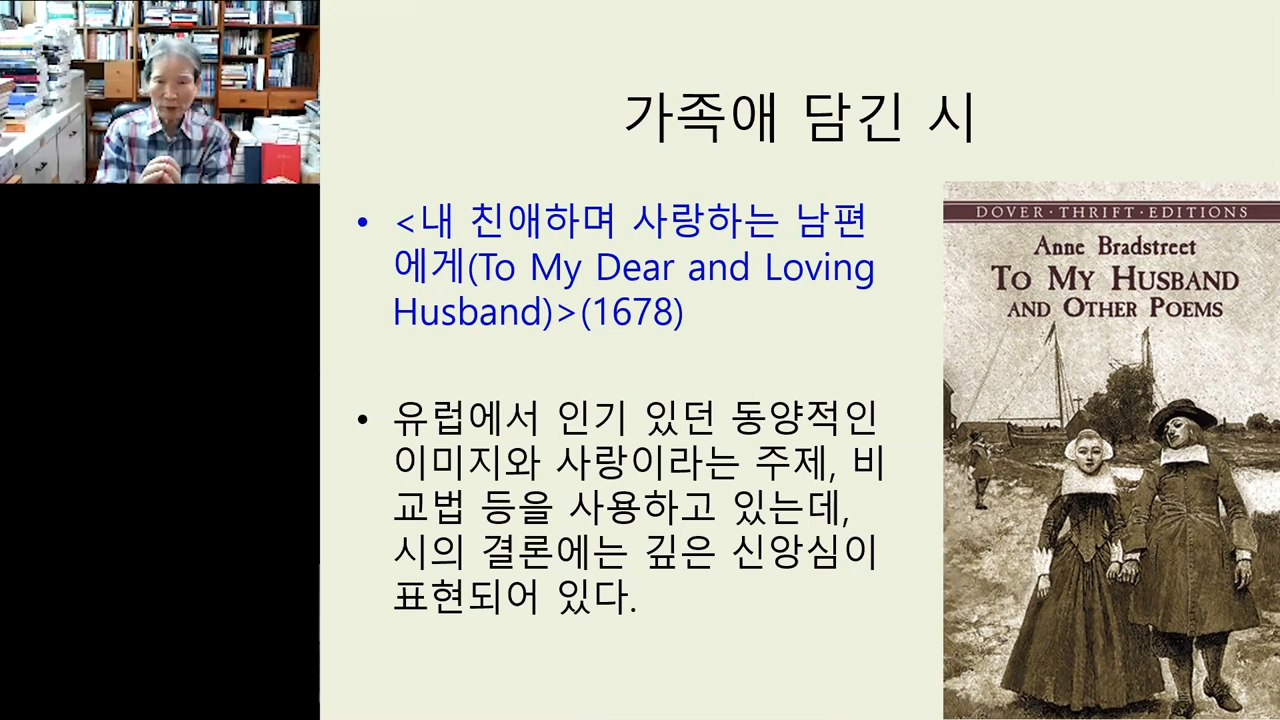 가족애 담긴 시
• <내 친애하며 사랑하는 남편
에게(To My Dear and Loving
Husband)>(1678)
• 유럽에서 인기 있던 동양적인
이미지와 사랑이라는 주제, 비
교법 등을 사용하고 있는데,
시의 결론에는 깊은 신앙심이
표현되어 있다.
DOVER · THRIFT · EDITIONS
Anne Bradstreet
TO MY HUSBAND
AND OTHER POEMS